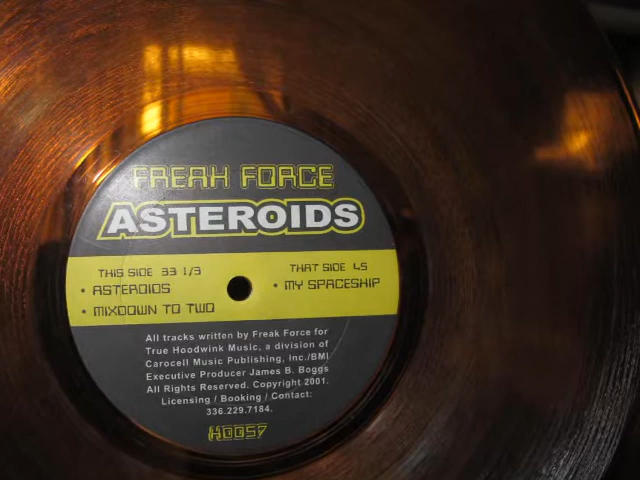 FREAK FORCE
ASTEROIDS
THIS SIDE 33 1/3
• ASTEROIDS
• MIXDOWN TO TWO
THAT SIDE 45
• MY SPACESHIP
All tracks written by Freak Force for
True Hoodwink Music, a division of
Carocell Music Publishing, Inc./BMI
Executive Producer James B. Boggs
All Rights Reserved. Copyright 2001.
Licensing / Booking / Contact:
336.229.7184.
H0057